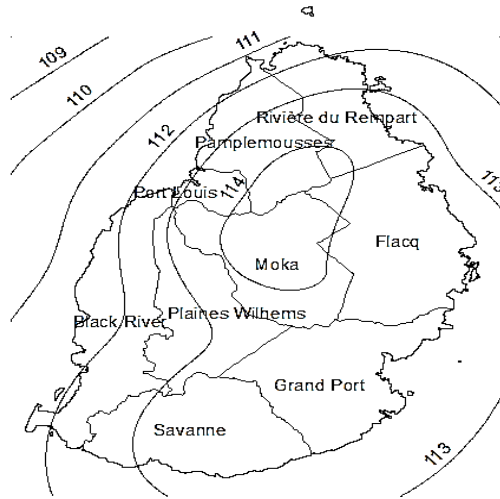 109
111
110
112
Rivière du Rempart
Pamplemousses
113
Port Louis
114
Flacq
Moka
Plaines Wilhems
Black River
Grand Port
Savanne
113